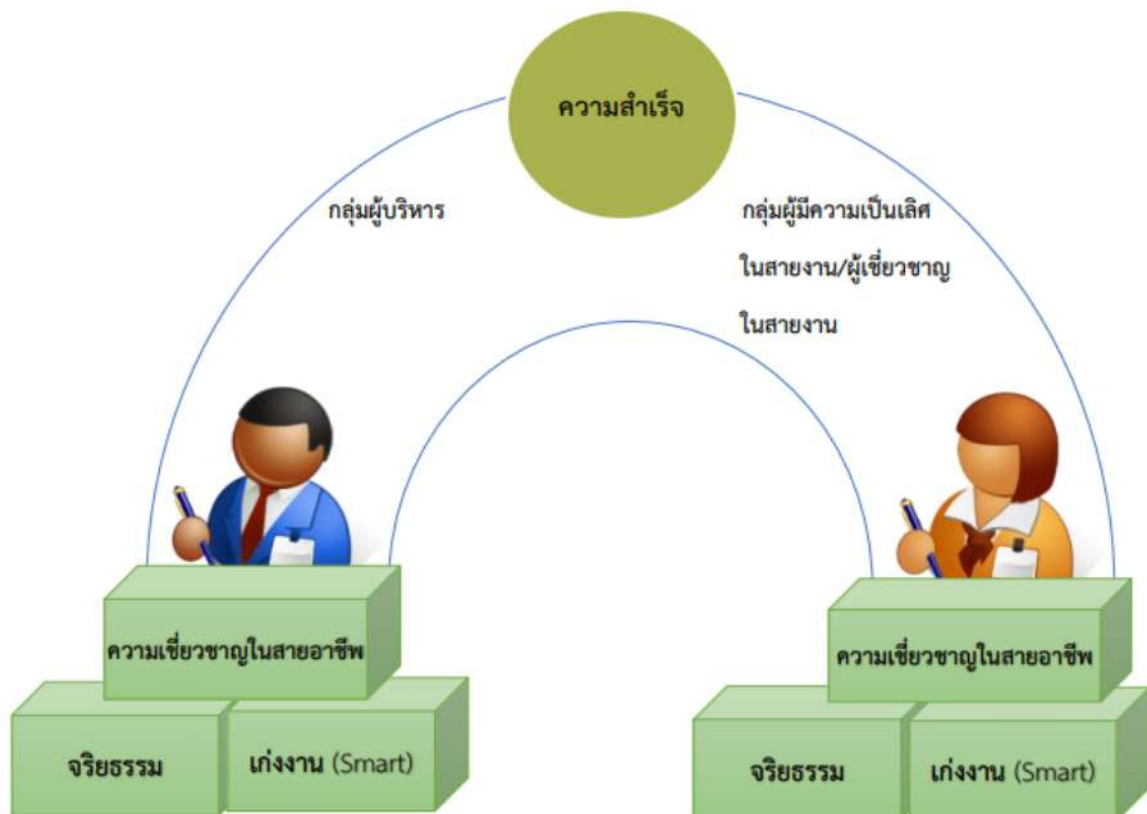 ความสำเร็จ
กลุ่มผู้บริหาร
กลุ่มผู้มีความเป็นเลิศ
ในสายงาน/ผู้เชี่ยวชาญ
ในสายงาน
ความเชี่ยวชาญในสายอาชีพ
จริยธรรม
เก่งงาน (Smart)
ความเชี่ยวชาญในสายอาชีพ
จริยธรรม
เก่งงาน (Smart)